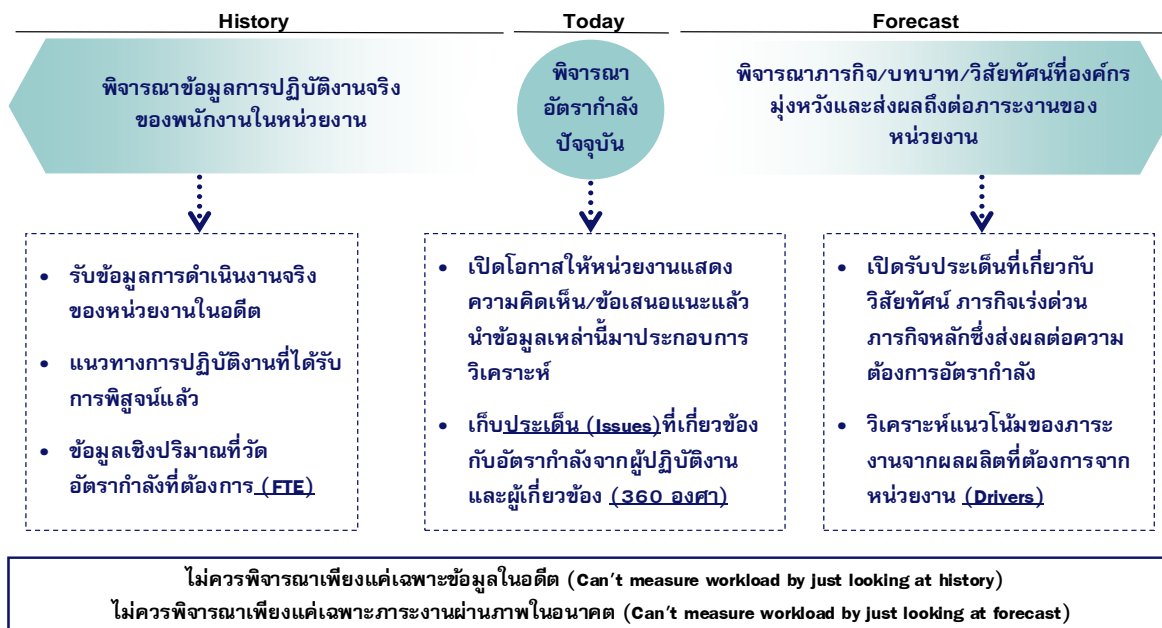 History
Today
Forecast
พิจารณาข้อมูลการปฏิบัติงานจริง
ของพนักงานในหน่วยงาน
พิจารณา
อัตรากำลัง
ปัจจุบัน
พิจารณาภารกิจ/บทบาท/วิสัยทัศน์ที่องค์กร
มุ่งหวังและส่งผลถึงต่อภาระงานของ
หน่วยงาน
• รับข้อมูลการดำเนินงานจริง
ของหน่วยงานในอดีต
• แนวทางการปฏิบัติงานที่ได้รับ
การพิสูจน์แล้ว
• ข้อมูลเชิงปริมาณที่วัด
อัตรากำลังที่ต้องการ (FTE)
• เปิดโอกาสให้หน่วยงานแสดง
ความคิดเห็น/ข้อเสนอแนะแล้ว
นำข้อมูลเหล่านี้มาประกอบการ
วิเคราะห์
• เก็บประเด็น (Issues)ที่เกี่ยวข้อง
กับอัตรากำลังจากผู้ปฏิบัติงาน
และผู้เกี่ยวข้อง (360 องศา)
• เปิดรับประเด็นที่เกี่ยวกับ
วิสัยทัศน์ ภารกิจเร่งด่วน
ภารกิจหลักซึ่งส่งผลต่อความ
ต้องการอัตรากำลัง
• วิเคราะห์แนวโน้มของภาระ
งานจากผลผลิตที่ต้องการจาก
หน่วยงาน (Drivers)
ไม่ควรพิจารณาเพียงแค่เฉพาะข้อมูลในอดีต (Can't measure workload by just looking at history)
ไม่ควรพิจารณาเพียงแค่เฉพาะภาระงานผ่านภาพในอนาคต (Can't measure workload by just looking at forecast)